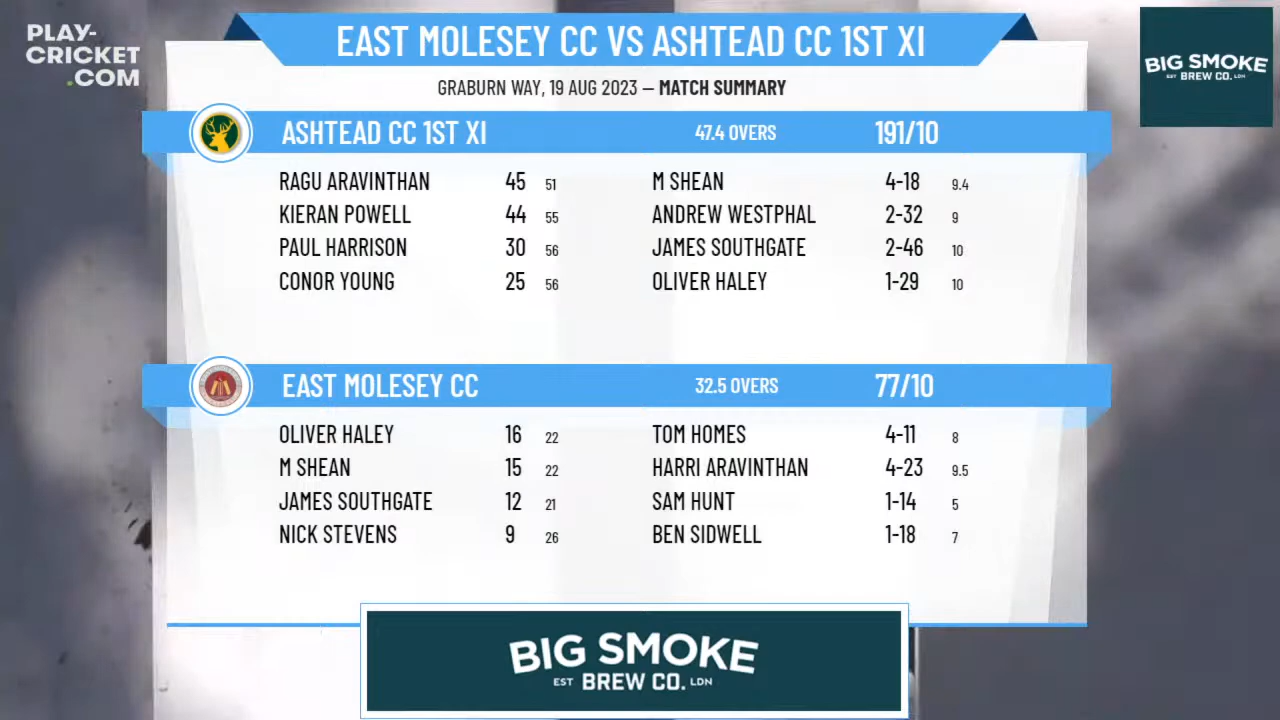 PLAY-
CRICKET
.COM
EAST MOLESEY CC VS ASHTEAD CC 1ST XI
BIG SMOKE
EST BREW CO. LDN
GRABURN WAY, 19 AUG 2023 – MATCH SUMMARY
ASHTEAD CC 1ST XI 47.4 OVERS 191/10
RAGU ARAVINTHAN 45 51 M SHEAN 4-18 9.4
KIERAN POWELL 44 55 ANDREW WESTPHAL 2-32 9
PAUL HARRISON 30 56 JAMES SOUTHGATE 2-46 10
CONOR YOUNG 25 56 OLIVER HALEY 1-29 10
EAST MOLESEY CC 32.5 OVERS 77/10
OLIVER HALEY 16 22 TOM HOMES 4-11 8
M SHEAN 15 22 HARRI ARAVINTHAN 4-23 9.5
JAMES SOUTHGATE 12 21 SAM HUNT 1-14 5
NICK STEVENS 9 26 BEN SIDWELL 1-18 7
BIG SMOKE
EST BREW CO. LDN